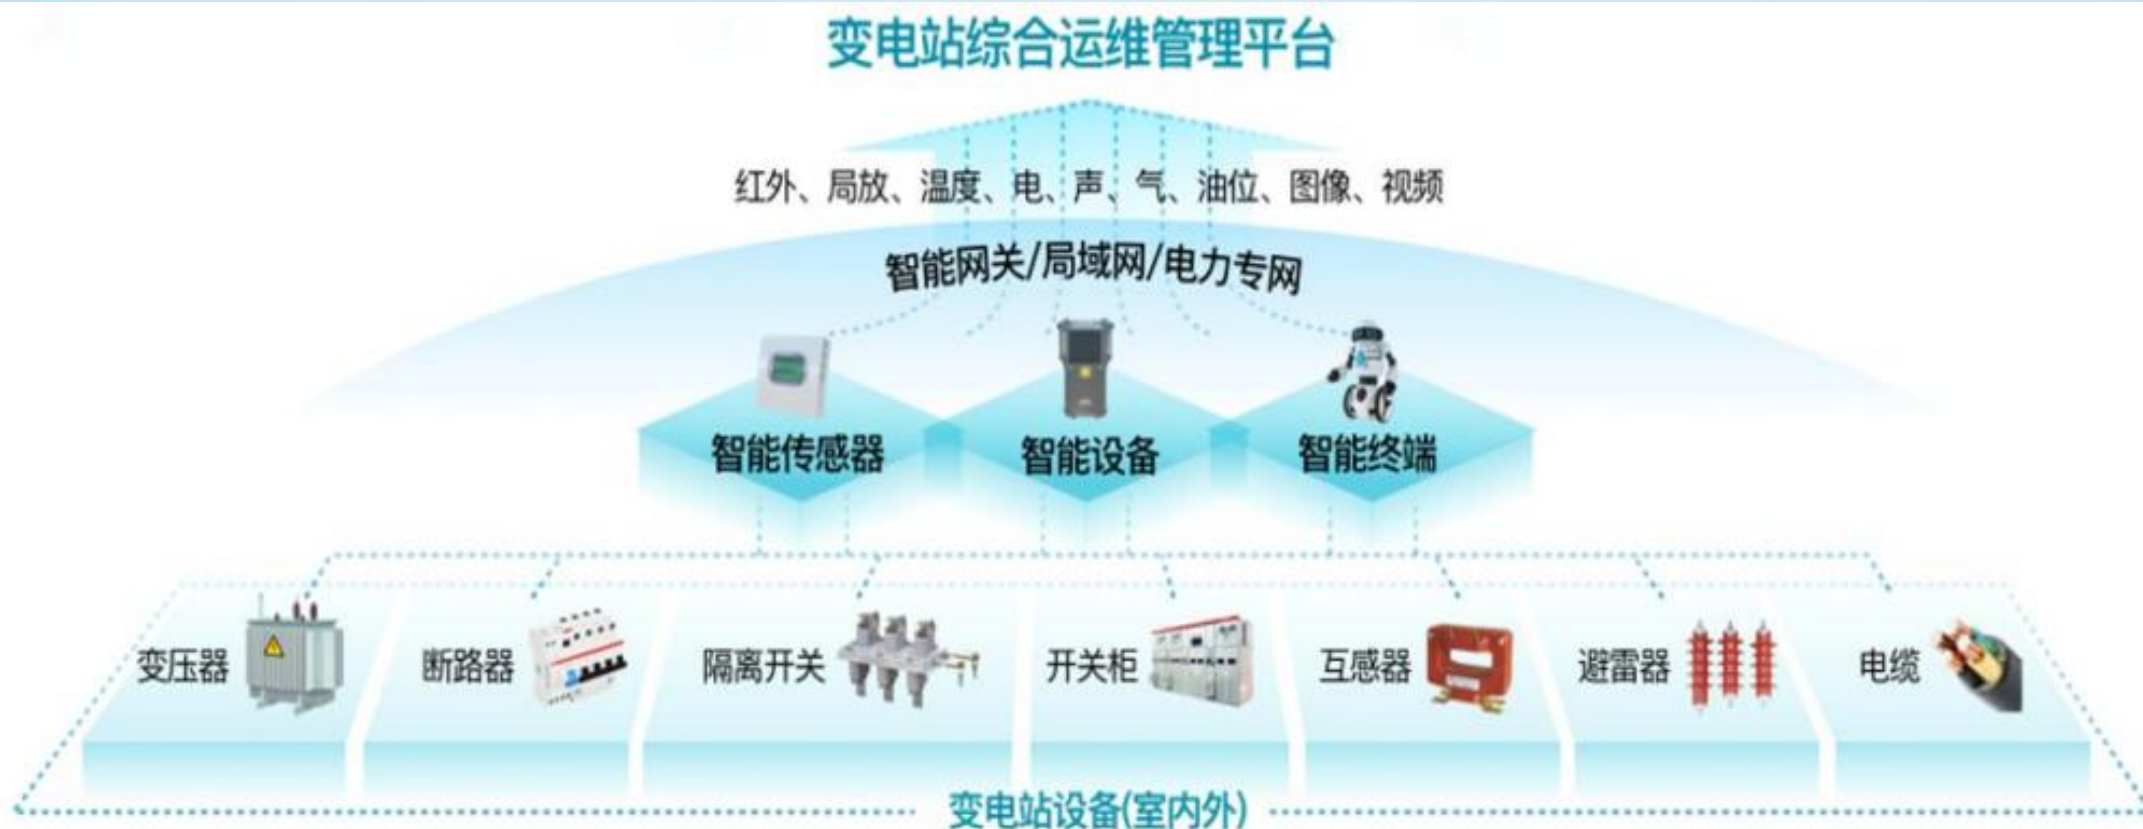 变电站综合运维管理平台
红外、局放、温度、电、声、气、油位、图像、视频
智能网关/局域网/电力专网
智能传感器
智能设备
智能终端
变压器
断路器
隔离开关
开关柜
互感器
避雷器
电缆
变电站设备(室内外)